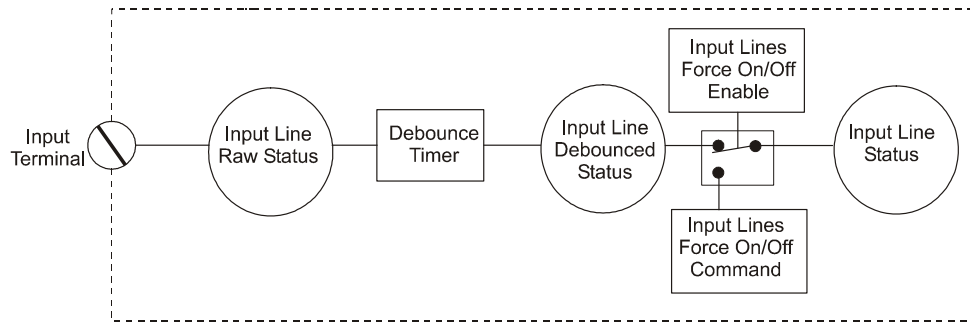 Input
Terminal
Input Line
Raw Status
Debounce
Timer
Input Line
Debounced
Status
Input Lines
Force On/Off
Enable
Input Lines
Force On/Off
Command
Input Line
Status